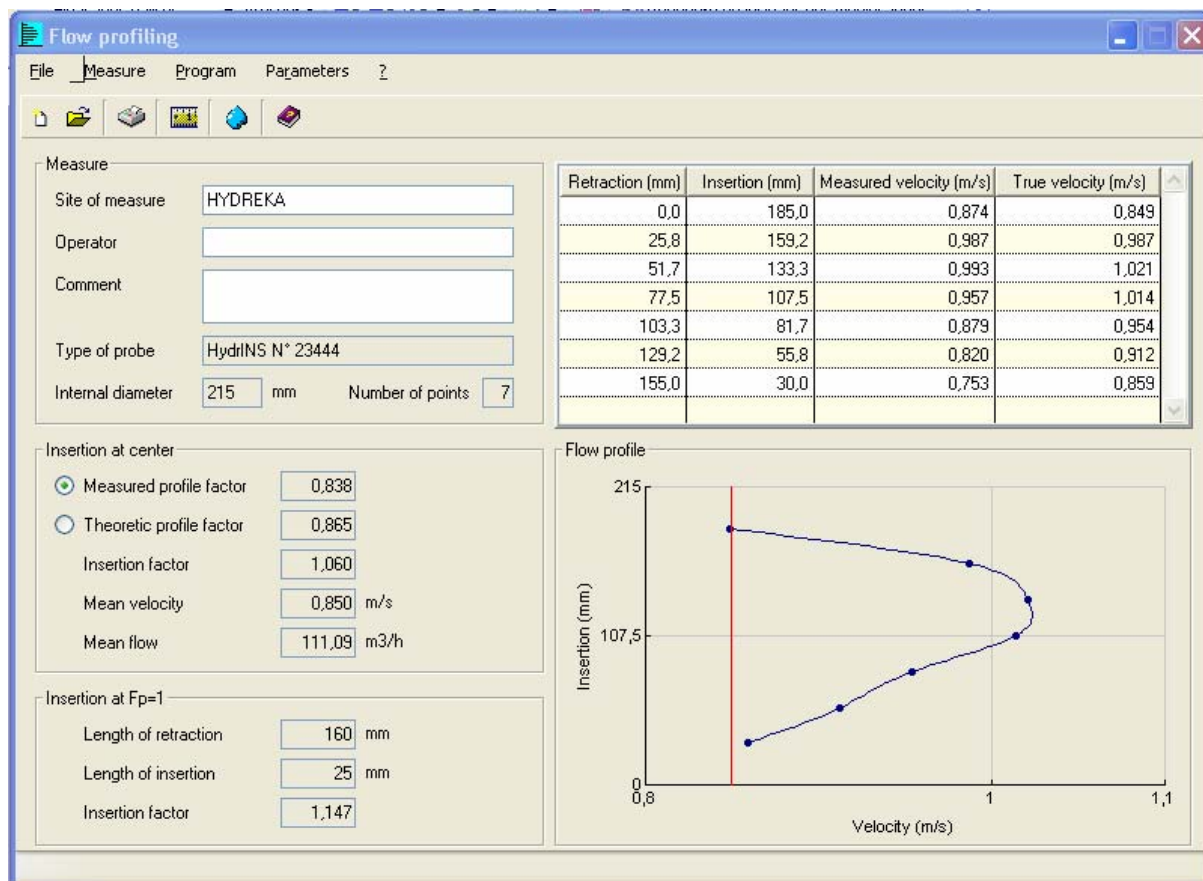 Flow profiling
File Measure Program Parameters ?
Measure
Site of measure HYDREKA
Operator
Comment
Type of probe HydrINS N° 23444
Internal diameter 215 mm Number of points 7
Retraction (mm) Insertion (mm) Measured velocity (m/s) True velocity (m/s)
0,0 185,0 0,874 0,849
25,8 159,2 0,987 0,987
51,7 133,3 0,993 1,021
77,5 107,5 0,957 1,014
103,3 81,7 0,879 0,954
129,2 55,8 0,820 0,912
155,0 30,0 0,753 0,859
Insertion at center
Measured profile factor 0,838
Theoretic profile factor 0,865
Insertion factor 1,060
Mean velocity 0,850 m/s
Mean flow 111,09 m3/h
Insertion at Fp=1
Length of retraction 160 mm
Length of insertion 25 mm
Insertion factor 1,147
Flow profile
215
107,5
0
Insertion (mm)
0,8 1 1,1
Velocity (m/s)